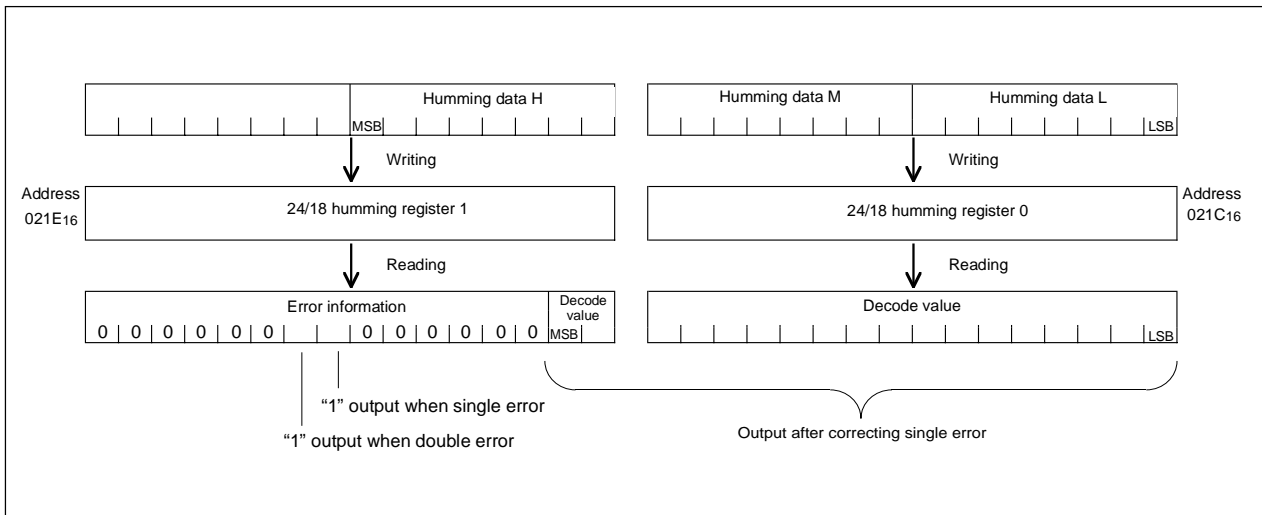 Humming data H
Humming data M
Humming data L
MSB
LSB
Writing
Writing
Address
021E16
24/18 humming register 1
24/18 humming register 0
Address
021C16
Reading
Reading
Error information
Decode
value
Decode value
0 0 0 0 0 0 0 0 0 0 0 0 MSB
LSB
“1” output when single error
“1” output when double error
Output after correcting single error